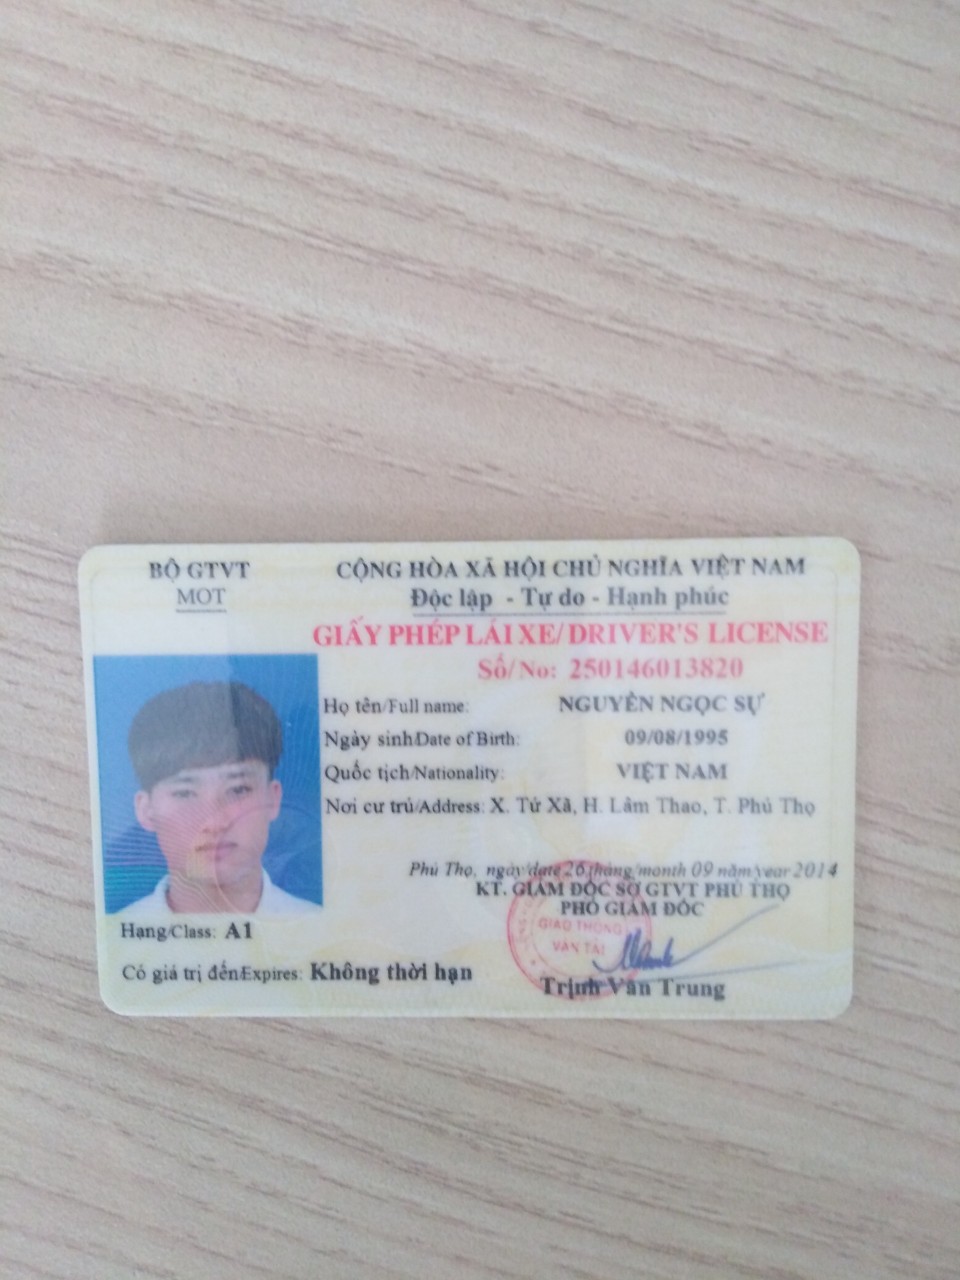 BỘ GTVT
MOT
CỘNG HÒA XÃ HỘI CHỦ NGHĨA VIỆT NAM
Độc lập - Tự do - Hạnh phúc
GIẤY PHÉP LÁI XE/ DRIVER'S LICENSE
Số/No: 250146013820
Họ tên/Full name: NGUYỄN NGỌC SỰ
Ngày sinh/Date of Birth: 09/08/1995
Quốc tịch/Nationality: VIỆT NAM
Nơi cư trú/Address: X. Tứ Xã, H. Lâm Thao, T. Phú Thọ
Phú Thọ, ngày/date 26 tháng/month 09 năm/year 2014
KT. GIÁM ĐỐC SỞ GTVT PHÚ THỌ
PHÓ GIÁM ĐỐC
GIAO THÔNG
VẬN TẢI
Trịnh Văn Trung
Hạng/Class: A1
Có giá trị đến/Expires: Không thời hạn